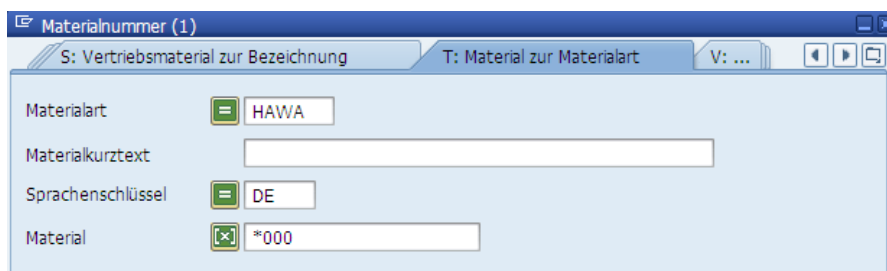 Materialnummer (1)
S: Vertriebsmaterial zur Bezeichnung T: Material zur Materialart V: ...
Materialart = HAWA
Materialkurztext
Sprachenschlüssel = DE
Material [×] *000